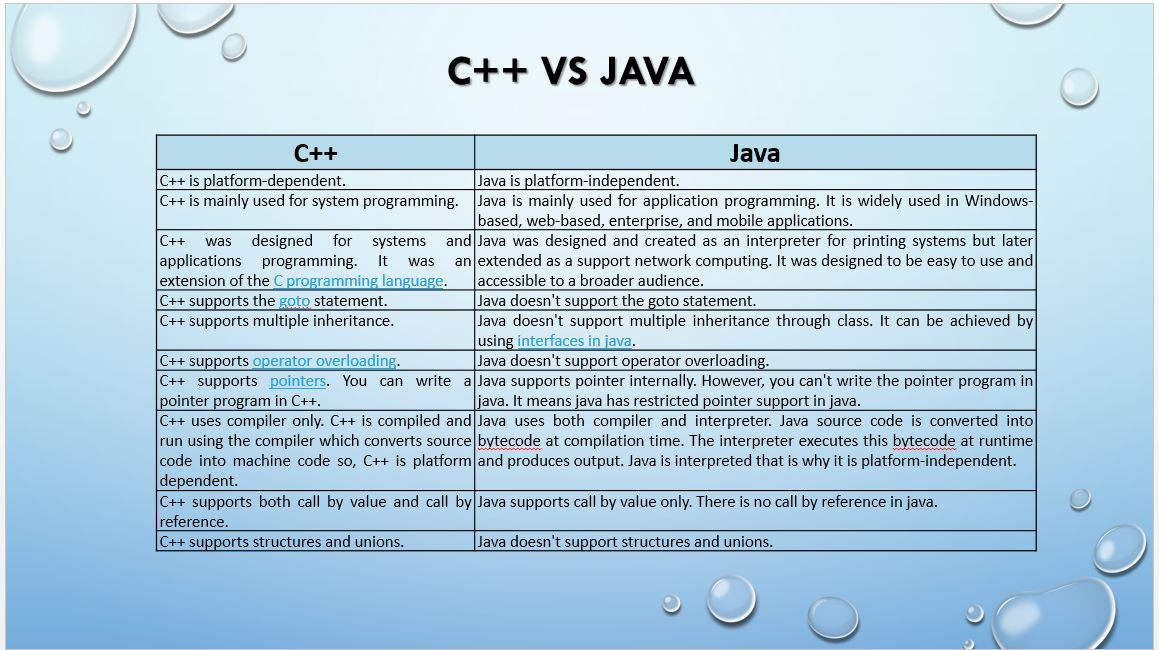 C++ VS JAVA
C++
Java
C++ is platform-dependent.
Java is platform-independent.
C++ is mainly used for system programming.
Java is mainly used for application programming. It is widely used in Windows-
based, web-based, enterprise, and mobile applications.
C++ was designed for systems and
applications programming. It was an
extension of the C programming language.
Java was designed and created as an interpreter for printing systems but later
extended as a support network computing. It was designed to be easy to use and
accessible to a broader audience.
C++ supports the goto statement.
Java doesn't support the goto statement.
C++ supports multiple inheritance.
Java doesn't support multiple inheritance through class. It can be achieved by
using interfaces in java.
C++ supports operator overloading.
Java doesn't support operator overloading.
C++ supports pointers. You can write a
pointer program in C++.
Java supports pointer internally. However, you can't write the pointer program in
java. It means java has restricted pointer support in java.
C++ uses compiler only. C++ is compiled and
run using the compiler which converts source
code into machine code so, C++ is platform
dependent.
Java uses both compiler and interpreter. Java source code is converted into
bytecode at compilation time. The interpreter executes this bytecode at runtime
and produces output. Java is interpreted that is why it is platform-independent.
C++ supports both call by value and call by
reference.
Java supports call by value only. There is no call by reference in java.
C++ supports structures and unions.
Java doesn't support structures and unions.